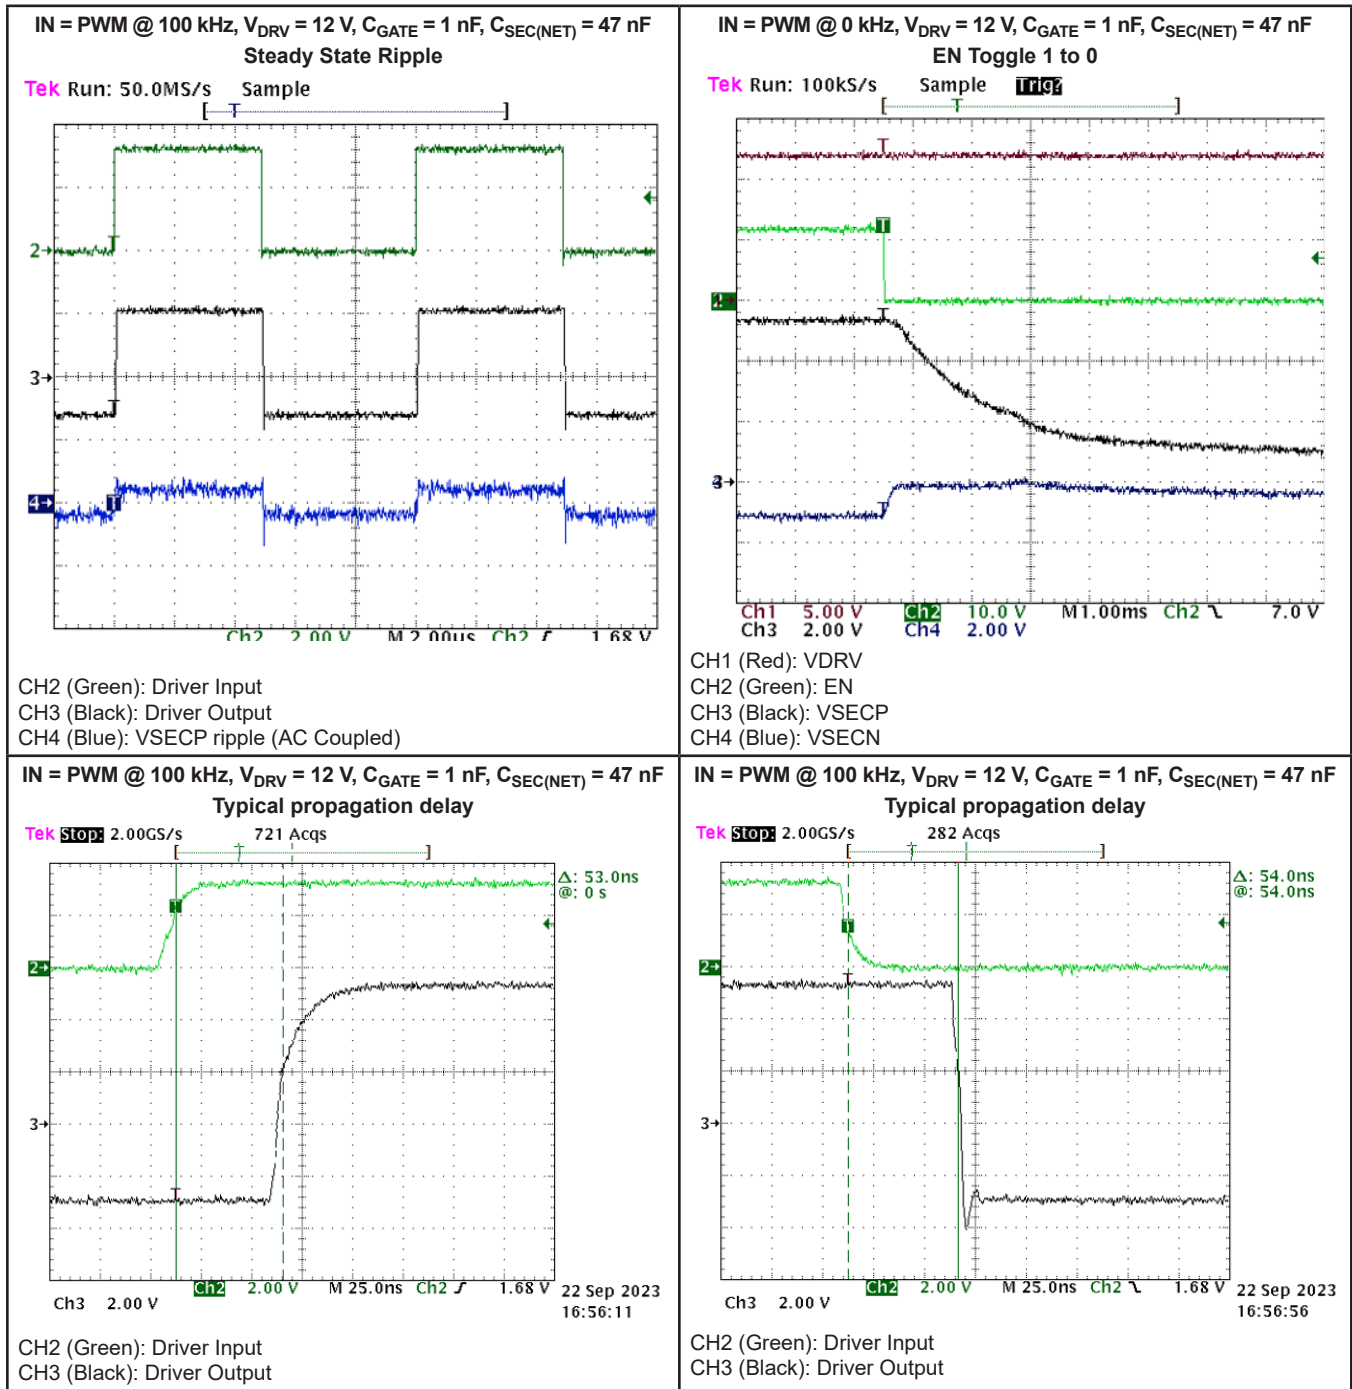 IN = PWM @ 100 kHz, VDRV = 12 V, CGATE = 1 nF, CSEC(NET) = 47 nF
Steady State Ripple
Tek Run: 50.0MS/s Sample
T
2
T
3
T
4 T
Ch2 2.00 V M 2.00µs Ch2 1.68 V
CH2 (Green): Driver Input
CH3 (Black): Driver Output
CH4 (Blue): VSECP ripple (AC Coupled)
IN = PWM @ 0 kHz, VDRV = 12 V, CGATE = 1 nF, CSEC(NET) = 47 nF
EN Toggle 1 to 0
Tek Run: 100kS/s Sample Trig?
T
T
T
T
T
Ch1 5.00 V Ch2 10.0 V M 1.00ms Ch2 7.0 V
Ch3 2.00 V Ch4 2.00 V
CH1 (Red): VDRV
CH2 (Green): EN
CH3 (Black): VSECP
CH4 (Blue): VSECN
IN = PWM @ 100 kHz, VDRV = 12 V, CGATE = 1 nF, CSEC(NET) = 47 nF
Typical propagation delay
Tek Stop: 2.00GS/s 721 Acqs
T
Δ: 53.0ns
@: 0 s
T
2
3
T
Ch2 2.00 V M 25.0ns Ch2 1.68 V
Ch3 2.00 V
22 Sep 2023
16:56:11
CH2 (Green): Driver Input
CH3 (Black): Driver Output
IN = PWM @ 100 kHz, VDRV = 12 V, CGATE = 1 nF, CSEC(NET) = 47 nF
Typical propagation delay
Tek Stop: 2.00GS/s 282 Acqs
T
Δ: 54.0ns
@: 54.0ns
T
2
T
3
Ch2 2.00 V M 25.0ns Ch2 1.68 V
Ch3 2.00 V
22 Sep 2023
16:56:56
CH2 (Green): Driver Input
CH3 (Black): Driver Output